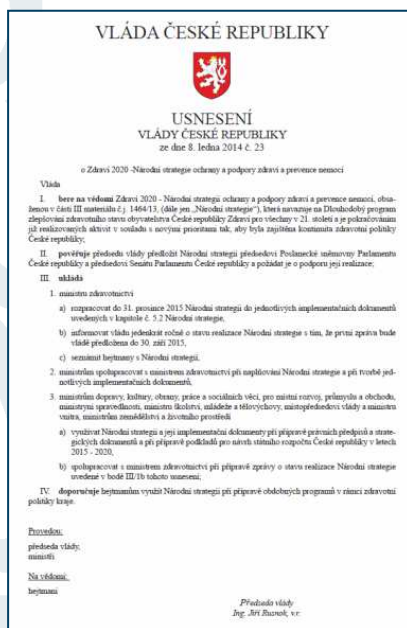 VLÁDA ČESKÉ REPUBLIKY
USNESENÍ
VLÁDY ČESKÉ REPUBLIKY
ze dne 8. ledna 2014 č. 23
o Zdraví 2020 -Národní strategie ochrany a podpory zdraví a prevence nemocí
Vláda
I. bere na vědomí Zdraví 2020 - Národní strategii ochrany a podpory zdraví a prevence nemocí, obsa-
ženou v části III materiálu č.j. 1464/13, (dále jen „Národní strategie“), která navazuje na Dlouhodobý program
zlepšování zdravotního stavu obyvatelstva České republiky Zdraví pro všechny v 21. století a je pokračováním
již realizovaných aktivit v souladu s novými prioritami tak, aby byla zajištěna kontinuita zdravotní politiky
České republiky;
II. pověřuje předsedu vlády předložit Národní strategii předsedovi Poslanecké sněmovny Parlamentu
České republiky a předsedovi Senátu Parlamentu České republiky a požádat je o podporu její realizace;
III. ukládá
1. ministru zdravotnictví
a) rozpracovat do 31. prosince 2015 Národní strategii do jednotlivých implementačních dokumentů
uvedených v kapitole č. 5.2 Národní strategie,
b) informovat vládu jedenkrát ročně o stavu realizace Národní strategie s tím, že první zpráva bude
vládě předložena do 30. září 2015,
c) seznámit hejtmany s Národní strategií,
2. ministrům spolupracovat s ministrem zdravotnictví při naplňování Národní strategie a při tvorbě jed-
notlivých implementačních dokumentů,
3. ministrům dopravy, kultury, obrany, práce a sociálních věcí, pro místní rozvoj, průmyslu a obchodu,
ministryni spravedlnosti, ministru školství, mládeže a tělovýchovy, místopředsedovi vlády a ministru
vnitra, ministrům zemědělství a životního prostředí
a) využívat Národní strategii a její implementační dokumenty při přípravě právních předpisů a strate-
gických dokumentů a při přípravě podkladů pro návrh státního rozpočtu České republiky v letech
2015 - 2020,
b) spolupracovat s ministrem zdravotnictví při přípravě zprávy o stavu realizace Národní strategie
uvedené v bodě III/1b tohoto usnesení;
IV. doporučuje hejtmanům využít Národní strategii při přípravě obdobných programů v rámci zdravotní
politiky kraje.
Provedou:
předseda vlády,
ministři
Na vědomí:
hejtmani
Předseda vlády
Ing. Jiří Rusnok, v.r.